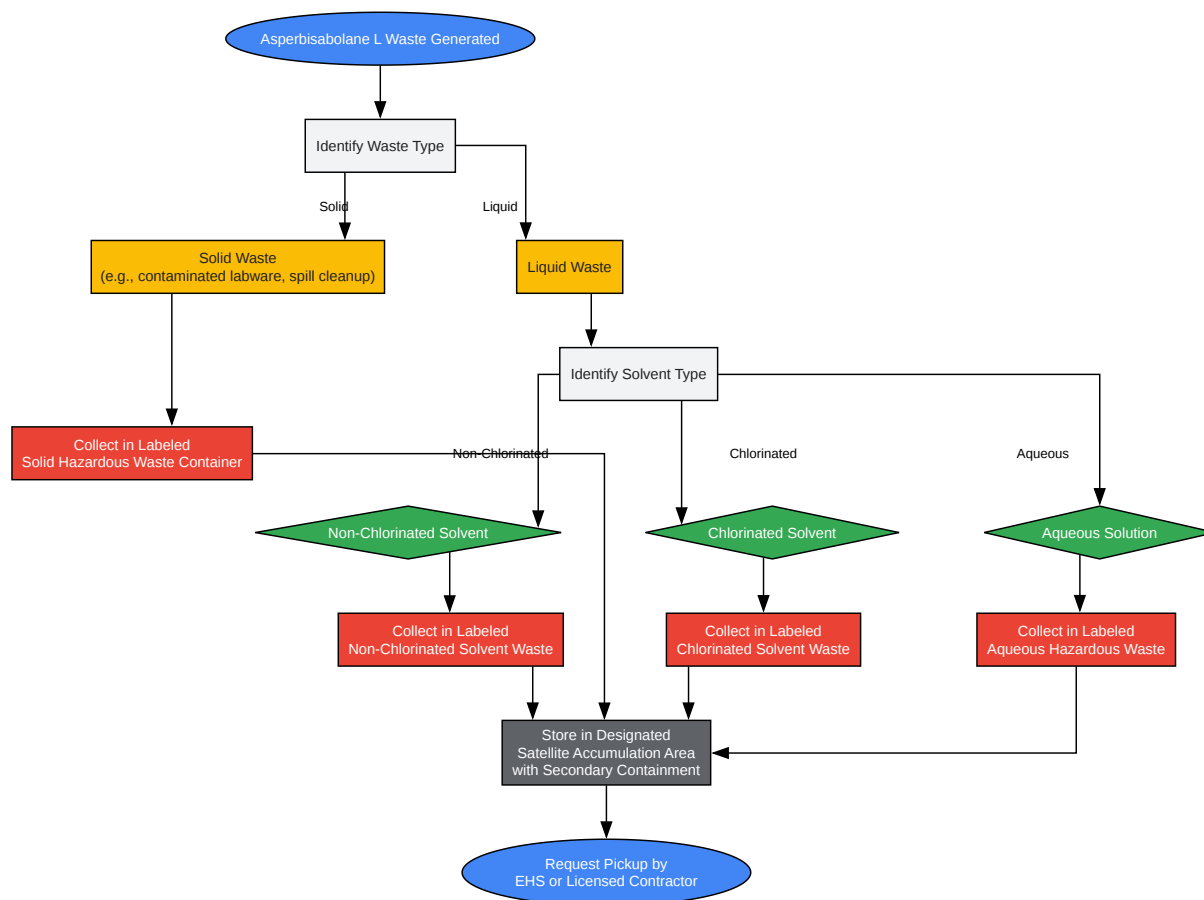 Asperbisabolane L Waste Generated
Identify Waste Type
Solid
Liquid
Solid Waste
(e.g., contaminated labware, spill cleanup)
Liquid Waste
Identify Solvent Type
Collect in Labeled
Solid Hazardous Waste Container
Non-Chlorinated
Chlorinated
Aqueous
Non-Chlorinated Solvent
Chlorinated Solvent
Aqueous Solution
Collect in Labeled
Non-Chlorinated Solvent Waste
Collect in Labeled
Chlorinated Solvent Waste
Collect in Labeled
Aqueous Hazardous Waste
Store in Designated
Satellite Accumulation Area
with Secondary Containment
Request Pickup by
EHS or Licensed Contractor